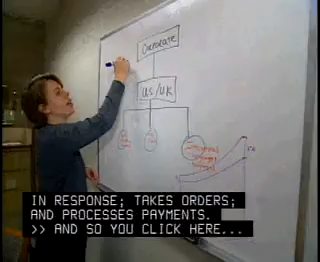 Corporate
US/UK
IN RESPONSE; TAKES ORDERS;
AND PROCESSES PAYMENTS.
>> AND SO YOU CLICK HERE...